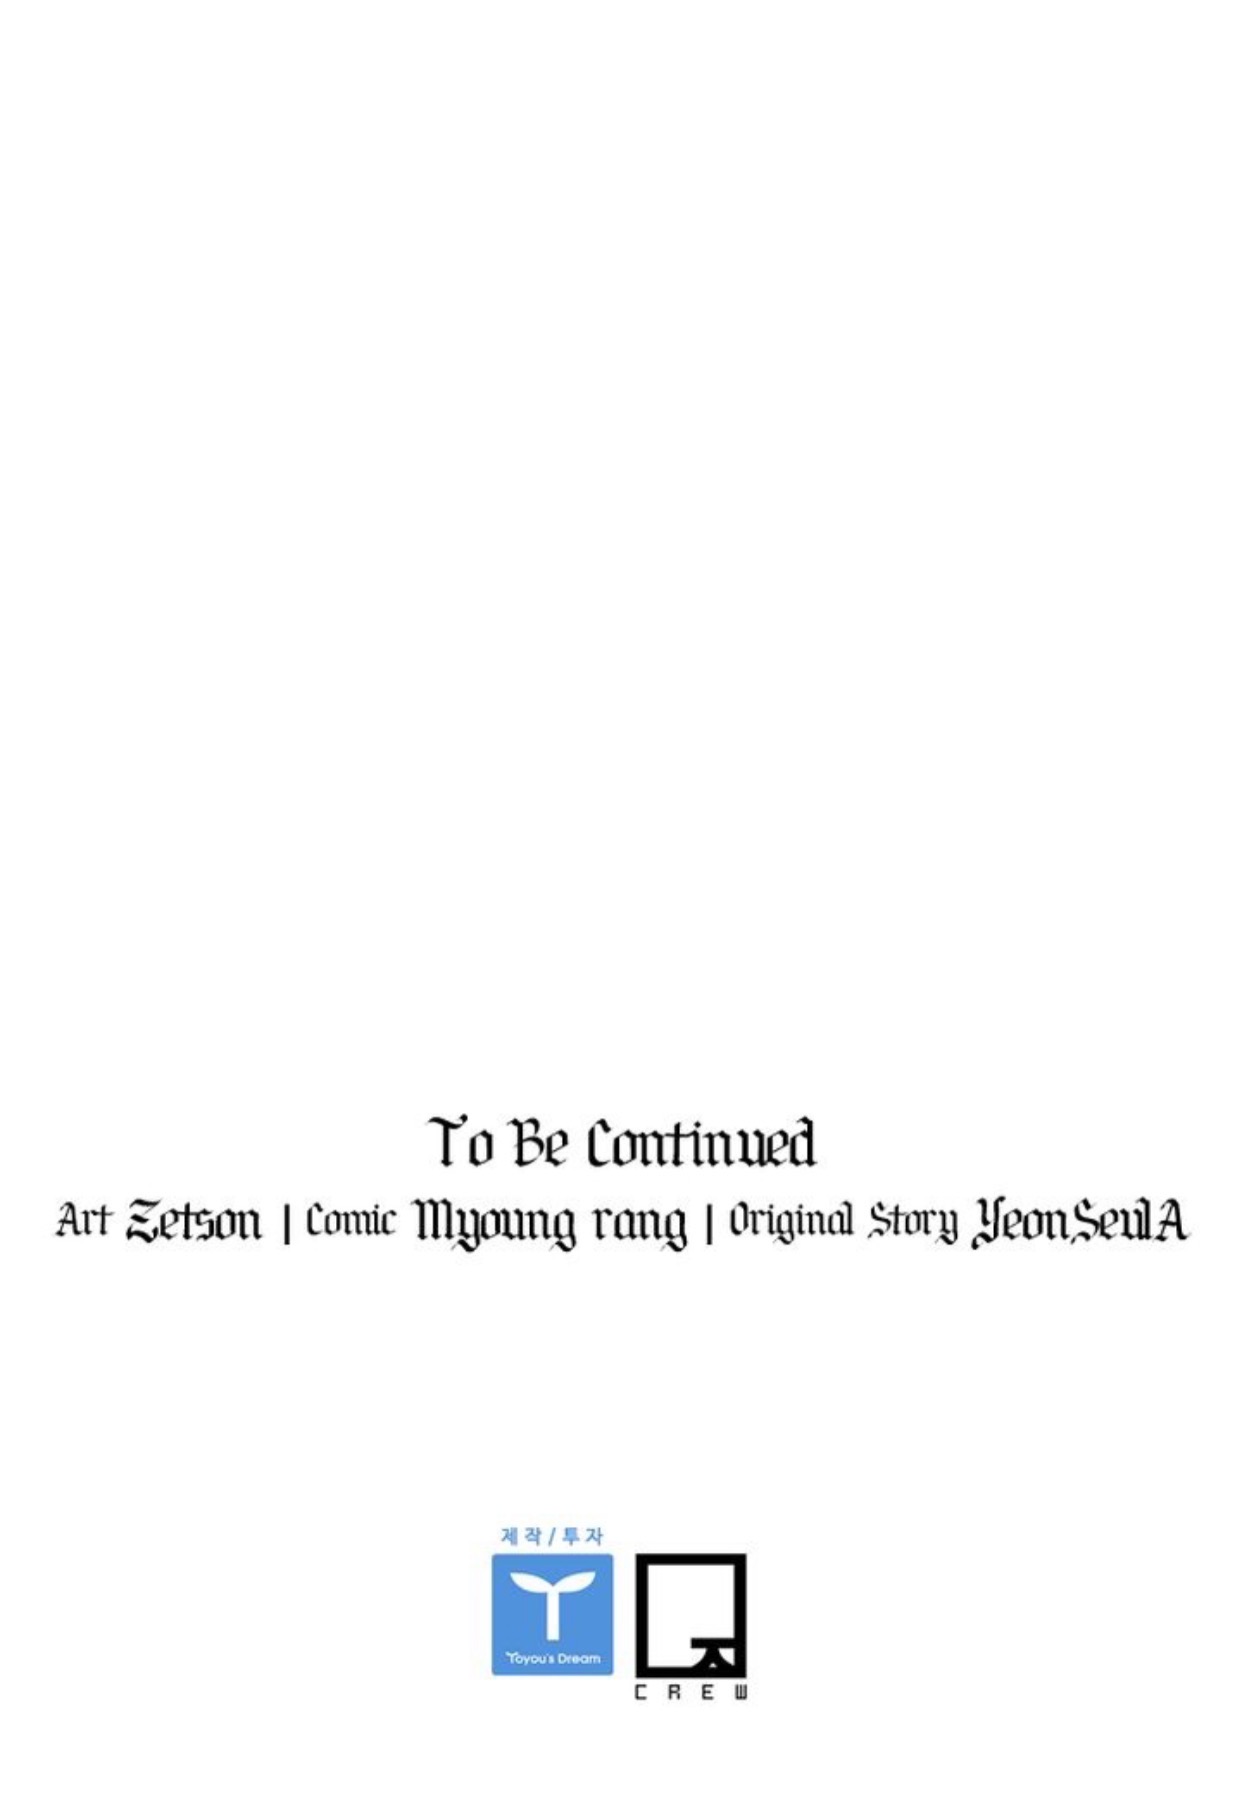 To Be Continued
Art Zetson | Comic Myoung rang | Original Story YeonSeulA
제작/투자
Toyou's Dream
CREW